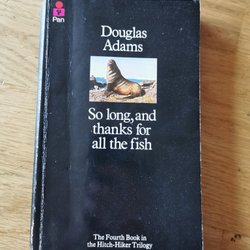 Pan
Douglas
Adams
So long, and
thanks for
all the fish
The Fourth Book in
the Hitch-Hiker Trilogy